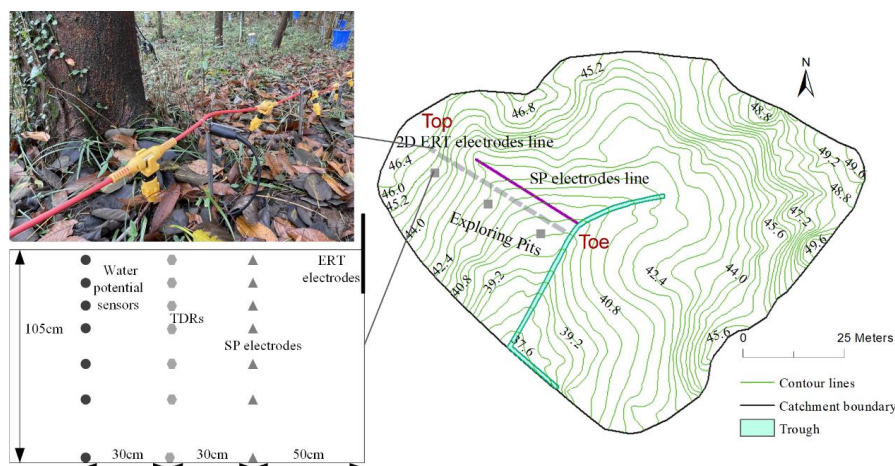 N
45.2
46.8
48.8
Top
2D ERT electrodes line
46.4
49.2
49.6
SP electrodes line
48.8
46.0
45.2
44.0
Exploring Pits
47.2
45.6
49.6
Toe
42.4
42.4
44.0
40.8
39.2
40.8
39.2
37.6
45.6
ERT
electrodes
Water
potential
sensors
TDRs
SP electrodes
105cm
30cm
30cm
50cm
0
25 Meters
Contour lines
Catchment boundary
Trough